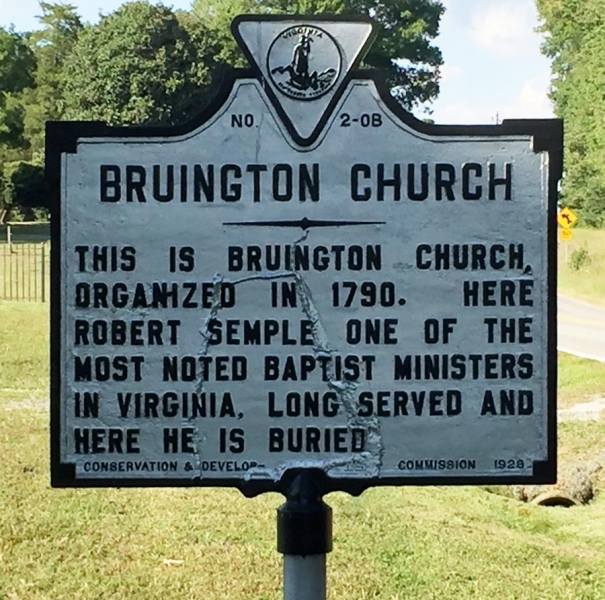 VIRGINIA
NO. 2-OB
BRUINGTON CHURCH
THIS IS BRUINGTON CHURCH,
ORGANIZED IN 1790. HERE
ROBERT SEMPLE ONE OF THE
MOST NOTED BAPTIST MINISTERS
IN VIRGINIA, LONG SERVED AND
HERE HE IS BURIED
CONSERVATION & DEVELOP- COMMISSION 1928